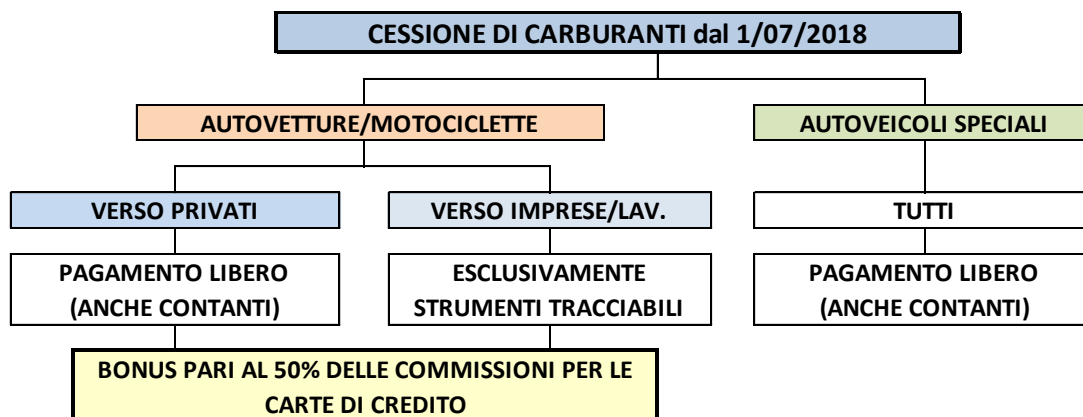 CESSIONE DI CARBURANTI dal 1/07/2018
AUTOVETTURE/MOTOCICLETTE
AUTOVEICOLI SPECIALI
VERSO PRIVATI
VERSO IMPRESE/LAV.
TUTTI
PAGAMENTO LIBERO
(ANCHE CONTANTI)
ESCLUSIVAMENTE
STRUMENTI TRACCIABILI
PAGAMENTO LIBERO
(ANCHE CONTANTI)
BONUS PARI AL 50% DELLE COMMISSIONI PER LE
CARTE DI CREDITO